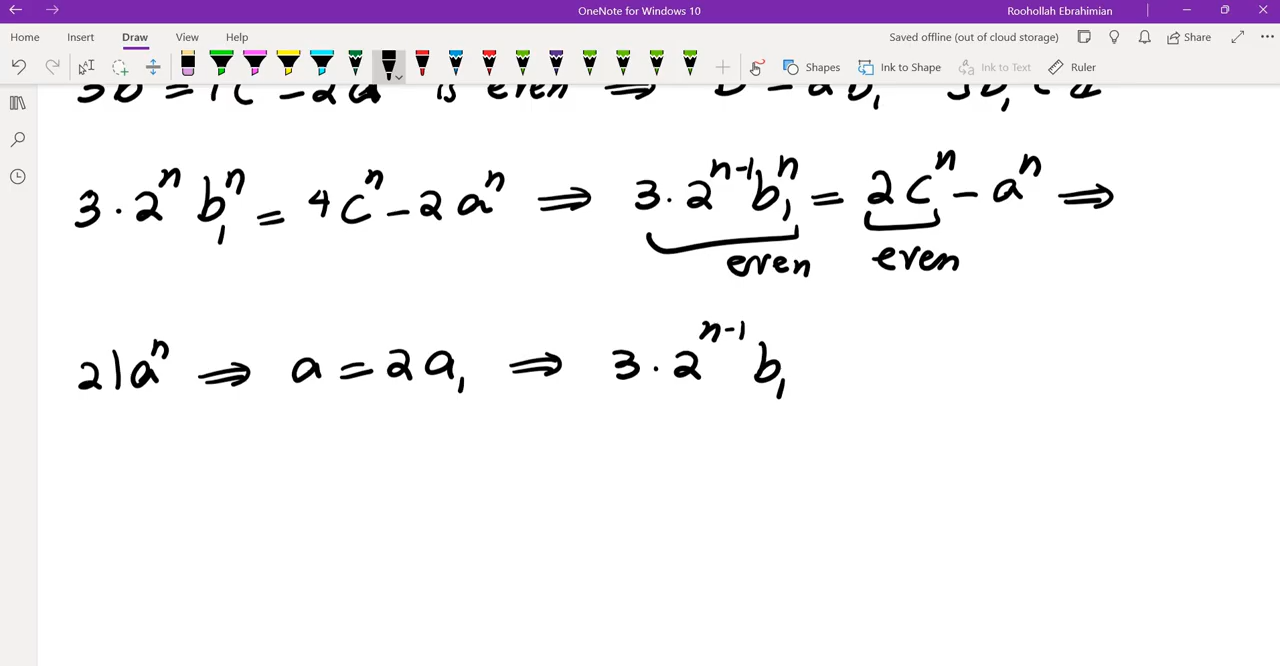 OneNote for Windows 10
Roohollah Ebrahimian
Home Insert Draw View Help
Saved offline (out of cloud storage)
Share
Shapes
Ink to Shape
Ink to Text
Ruler
is even ⟹
3 · 2ⁿ b₁ⁿ = 4cⁿ - 2aⁿ ⟹ 3 · 2ⁿ⁻¹ b₁ⁿ = 2cⁿ - aⁿ ⟹
even even
2|aⁿ ⟹ a = 2a₁ ⟹ 3 · 2ⁿ⁻¹ b₁